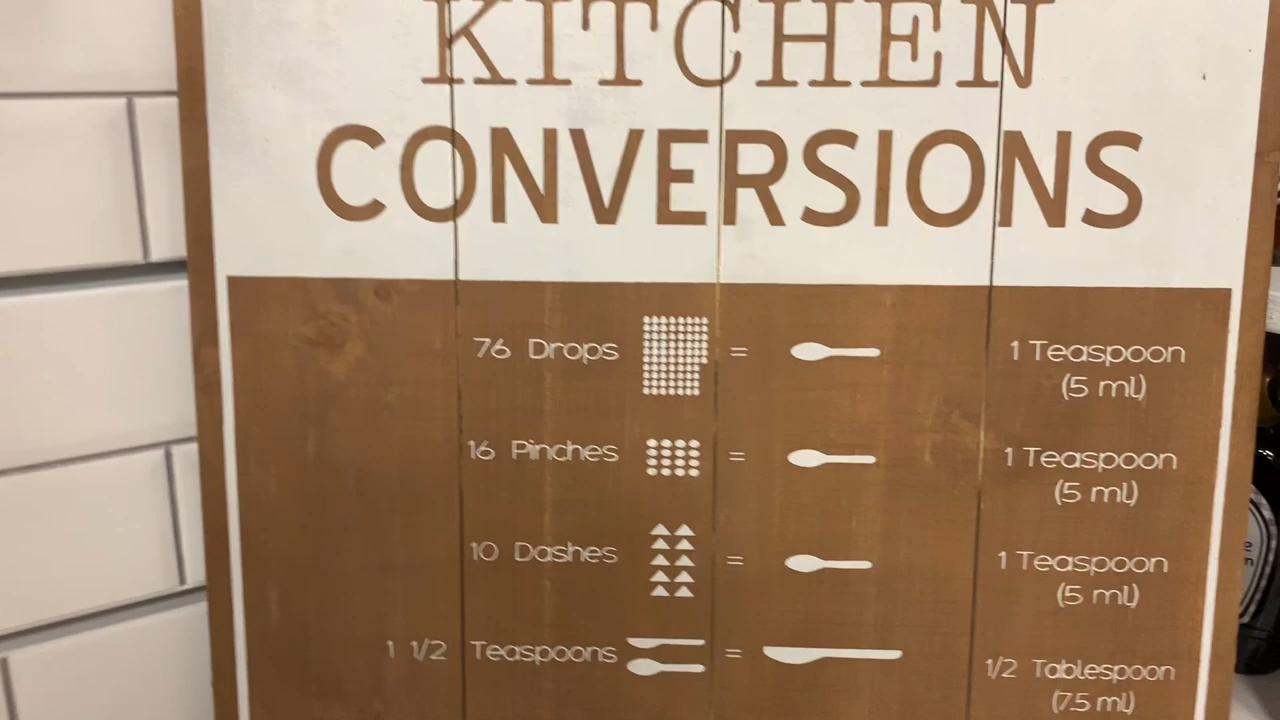 KITCHEN
CONVERSIONS
76 Drops = 1 Teaspoon
(5 ml)
16 Pinches = 1 Teaspoon
(5 ml)
10 Dashes = 1 Teaspoon
(5 ml)
1 1/2 Teaspoons = 1/2 Tablespoon
(7.5 ml)